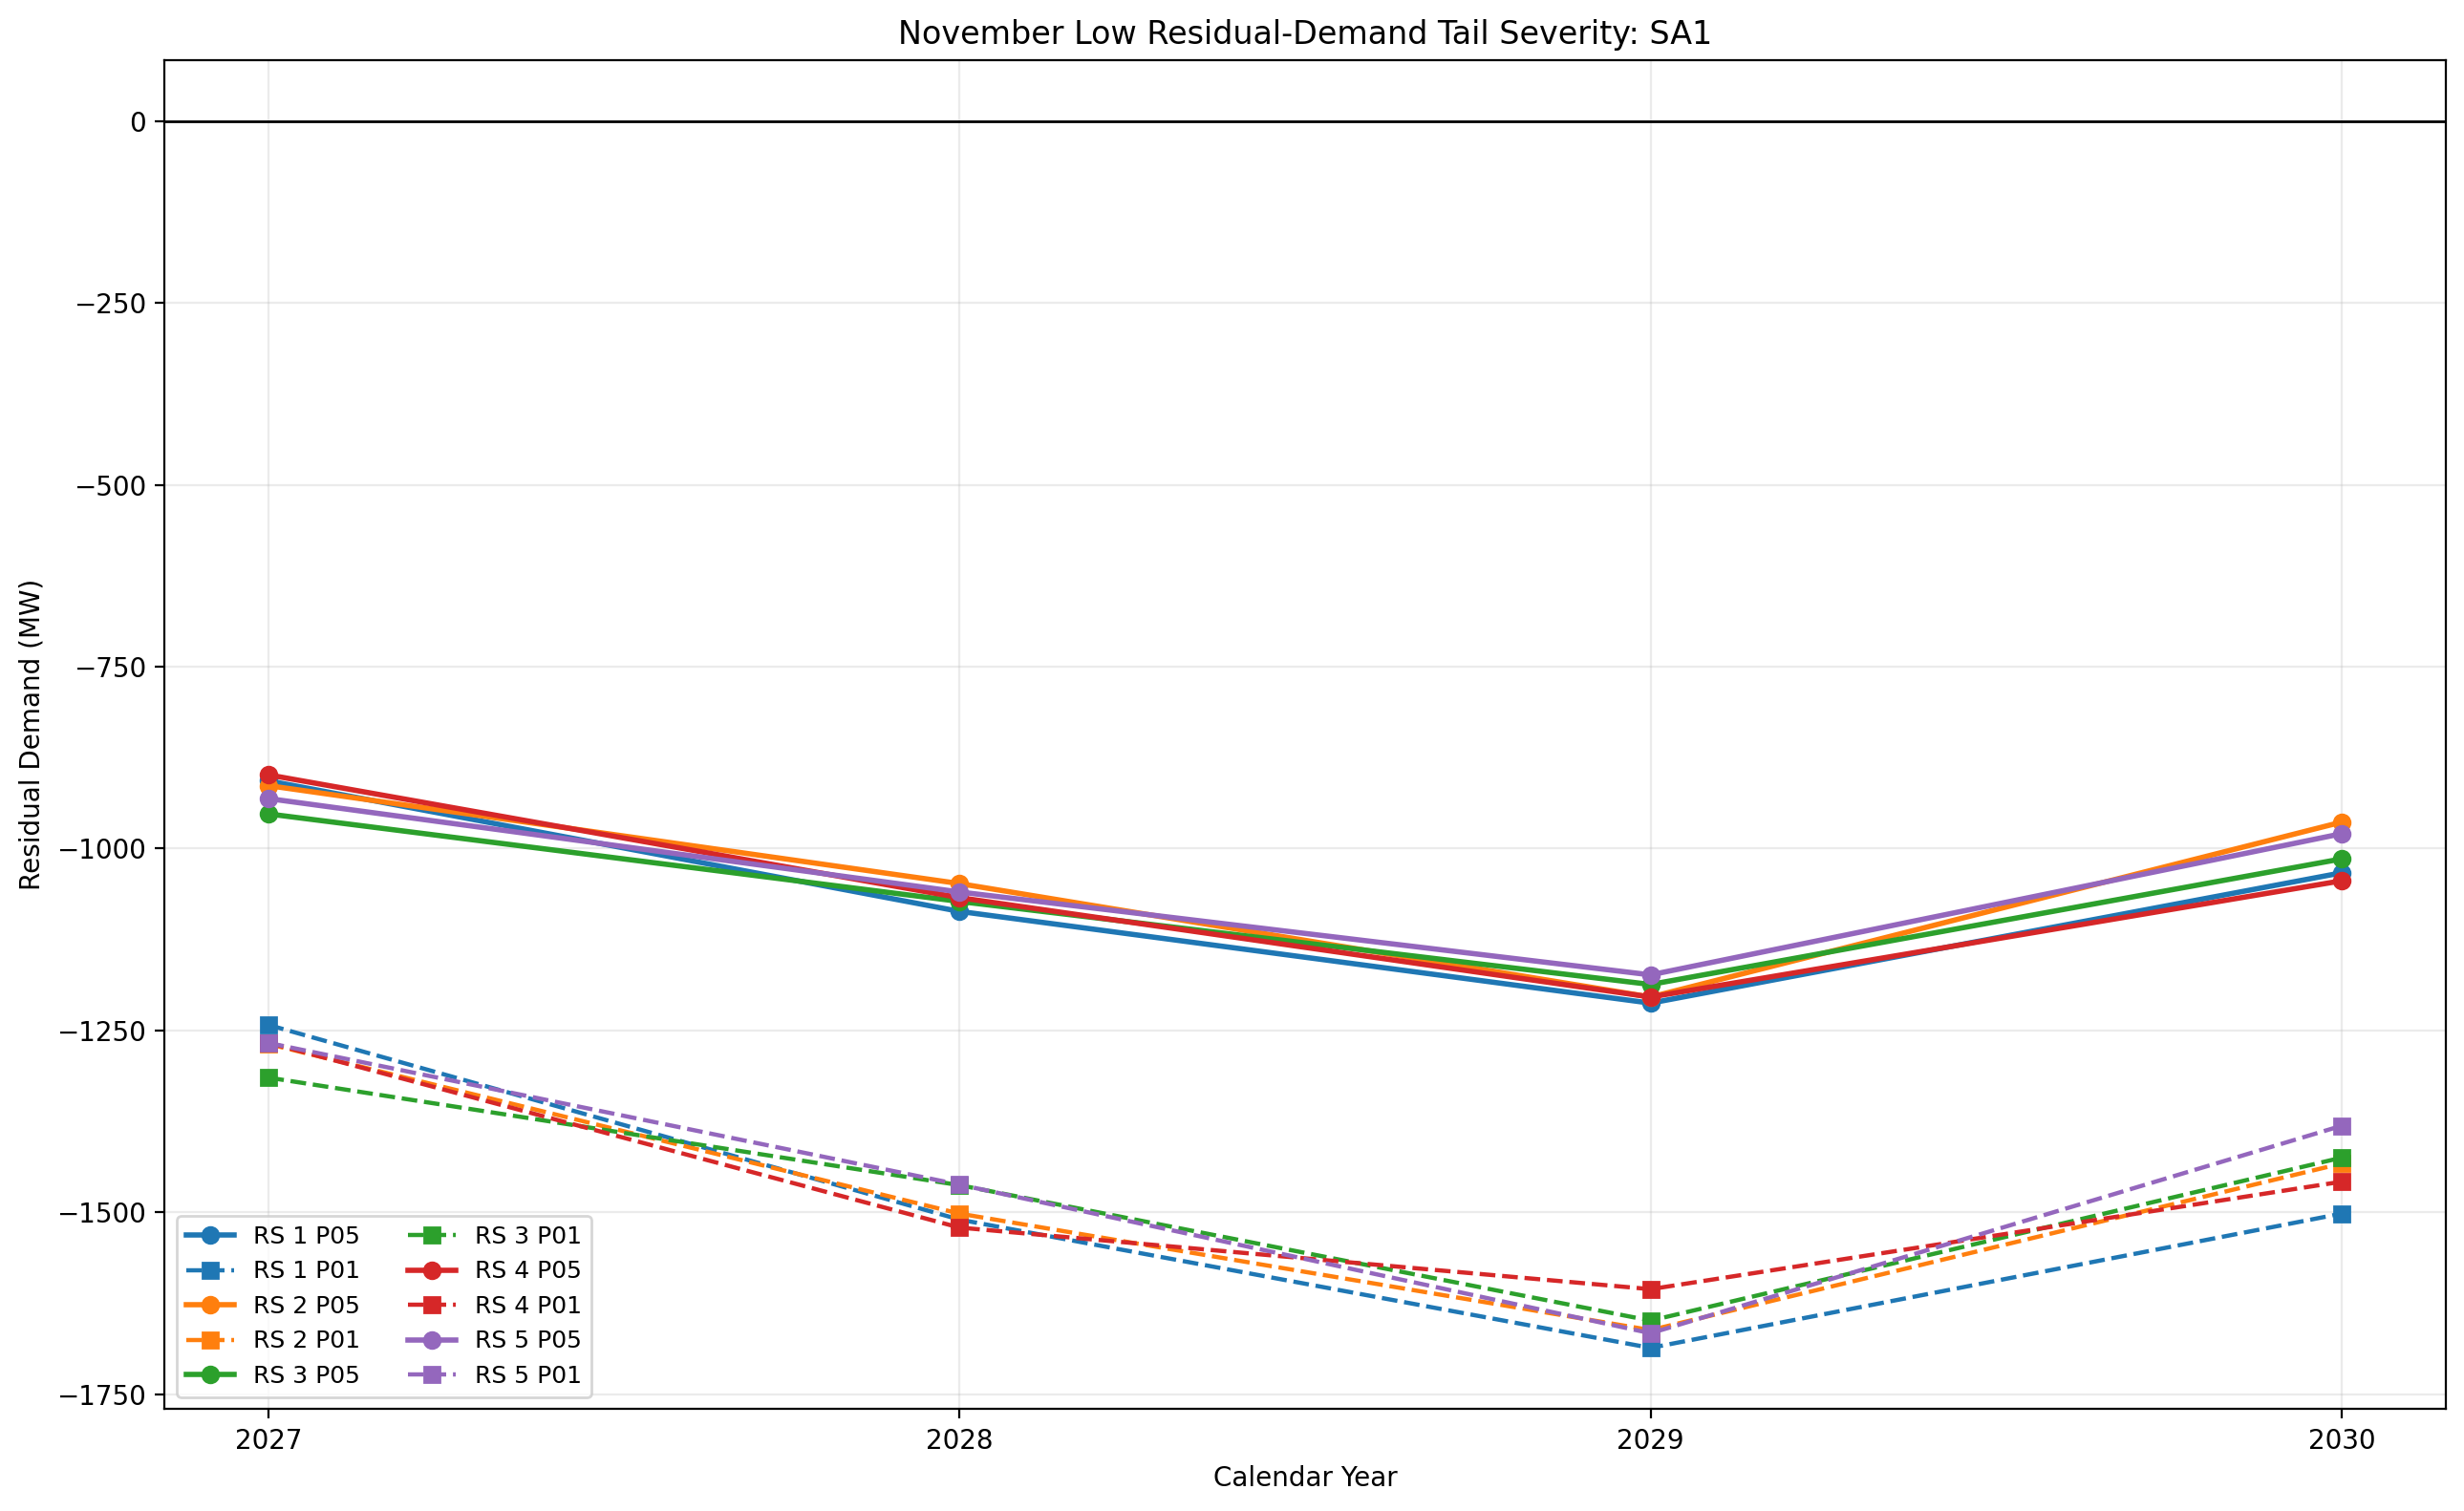 November Low Residual-Demand Tail Severity: SA1
Residual Demand (MW)
0
−250
−500
−750
−1000
−1250
−1500
−1750
RS 1 P05
RS 1 P01
RS 2 P05
RS 2 P01
RS 3 P05
RS 3 P01
RS 4 P05
RS 4 P01
RS 5 P05
RS 5 P01
2027 2028 2029 2030
Calendar Year